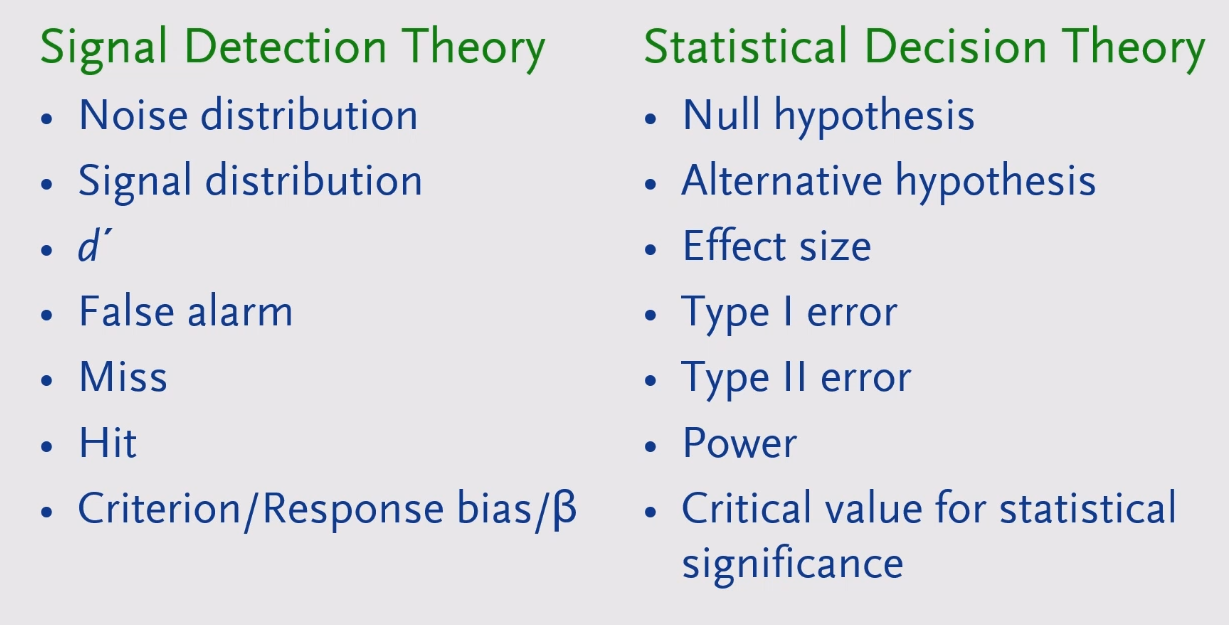 Signal Detection Theory
• Noise distribution
• Signal distribution
• d´
• False alarm
• Miss
• Hit
• Criterion/Response bias/β
Statistical Decision Theory
• Null hypothesis
• Alternative hypothesis
• Effect size
• Type I error
• Type II error
• Power
• Critical value for statistical
significance